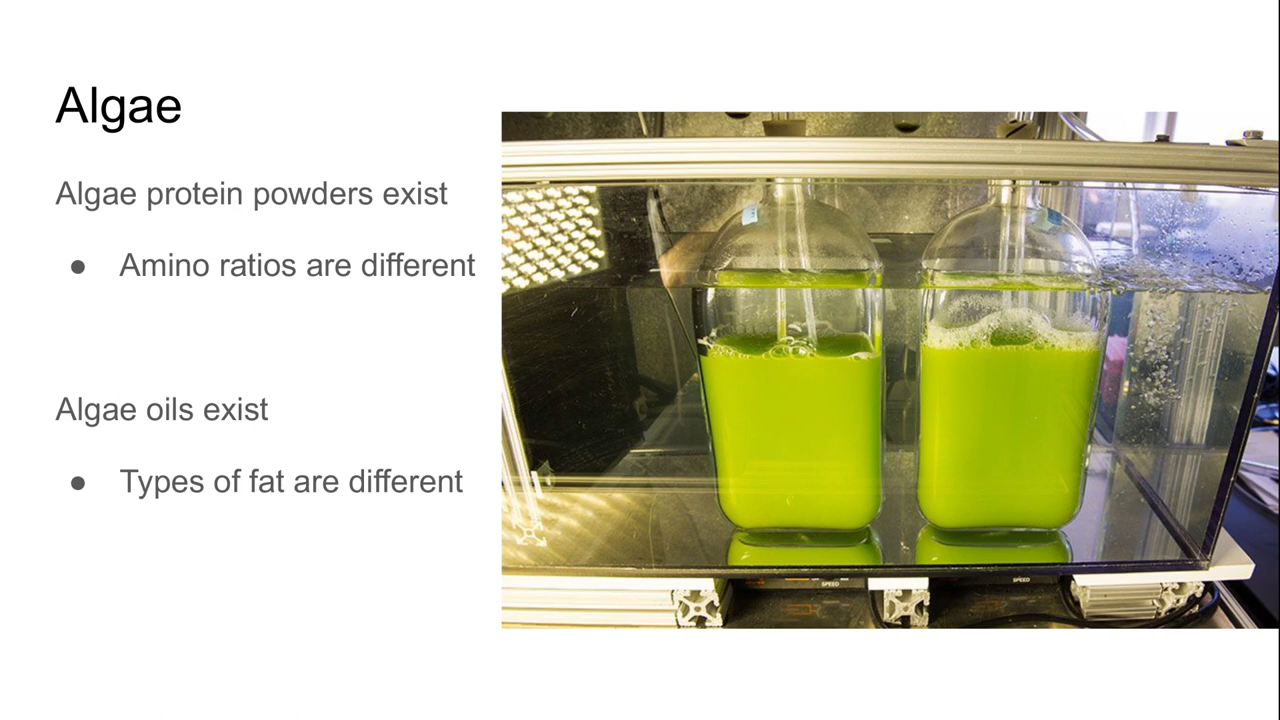 Algae
Algae protein powders exist
● Amino ratios are different
Algae oils exist
● Types of fat are different
SPEED
SPEED